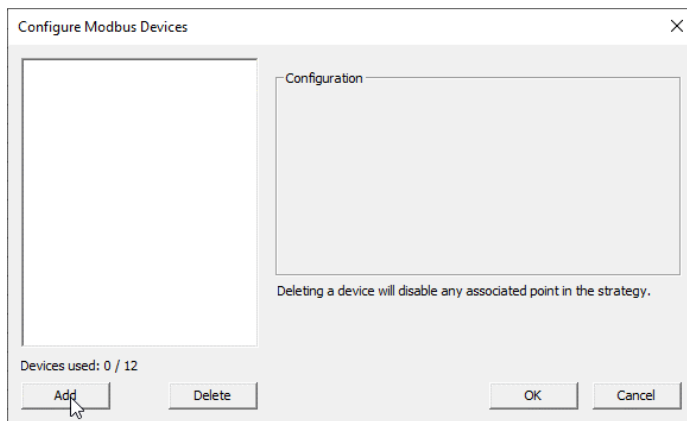 Configure Modbus Devices
Configuration
Deleting a device will disable any associated point in the strategy.
Devices used: 0 / 12
Add Delete OK Cancel